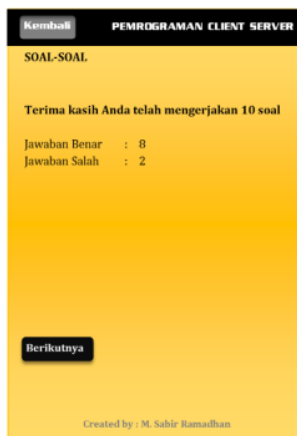 Kembali PEMROGRAMAN CLIENT SERVER
SOAL-SOAL
Terima kasih Anda telah mengerjakan 10 soal
Jawaban Benar : 8
Jawaban Salah : 2
Berikutnya
Created by : M. Sabir Ramadhan